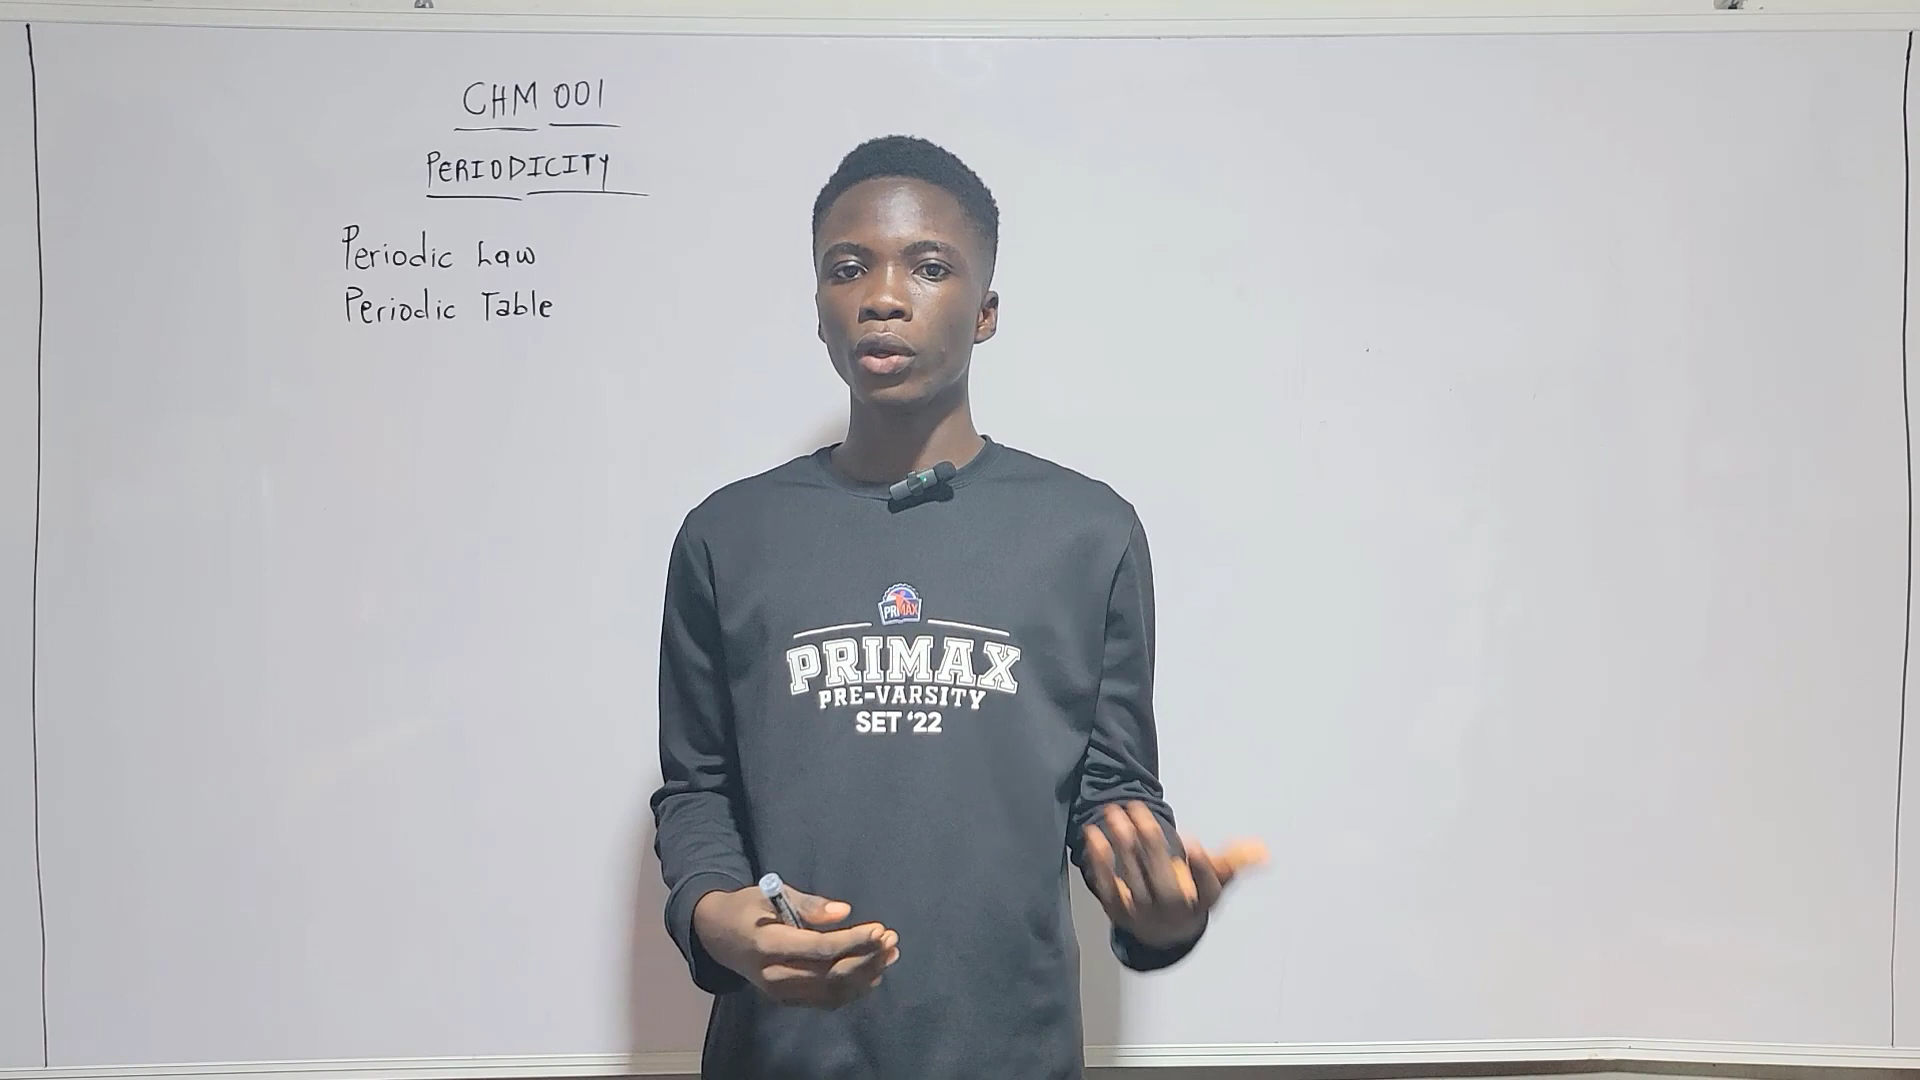 CHM 001
PERIODICITY
Periodic Law
Periodic Table
PRIMAX
PRIMAX
PRE-VARSITY
SET '22